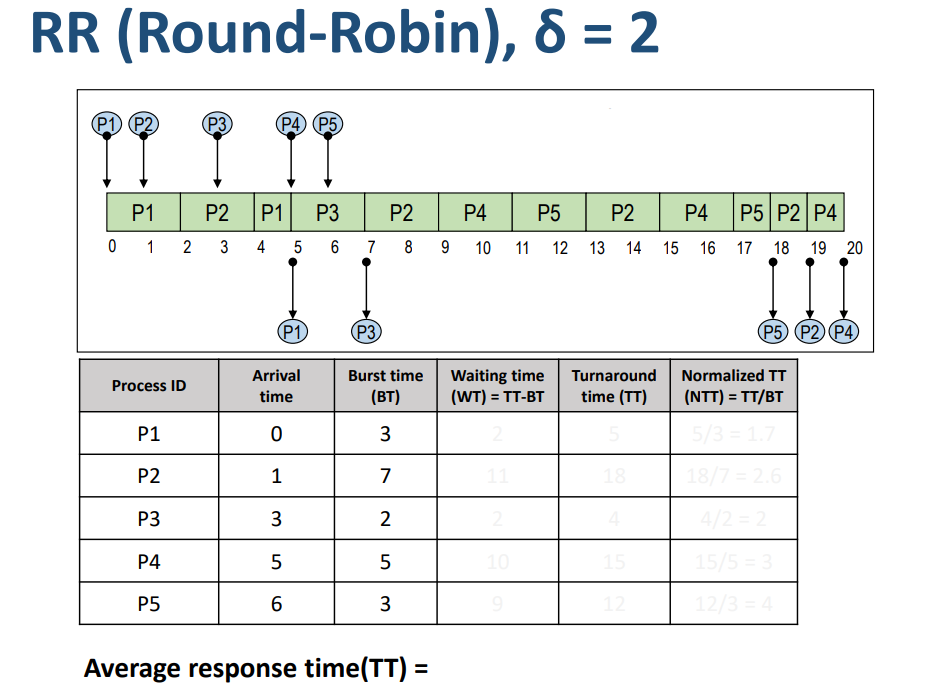 RR (Round-Robin), δ = 2
P1 P2 P3 P4 P5
P1 P2 P1 P3 P2 P4 P5 P2 P4 P5 P2 P4
0 1 2 3 4 5 6 7 8 9 10 11 12 13 14 15 16 17 18 19 20
P1 P3 P5 P2 P4
Process ID Arrival time Burst time (BT) Waiting time (WT) = TT-BT Turnaround time (TT) Normalized TT (NTT) = TT/BT
P1 0 3 2 5 5/3 = 1.7
P2 1 7 11 18 18/7 = 2.6
P3 3 2 2 4 4/2 = 2
P4 5 5 10 15 15/5 = 3
P5 6 3 9 12 12/3 = 4
Average response time(TT) =